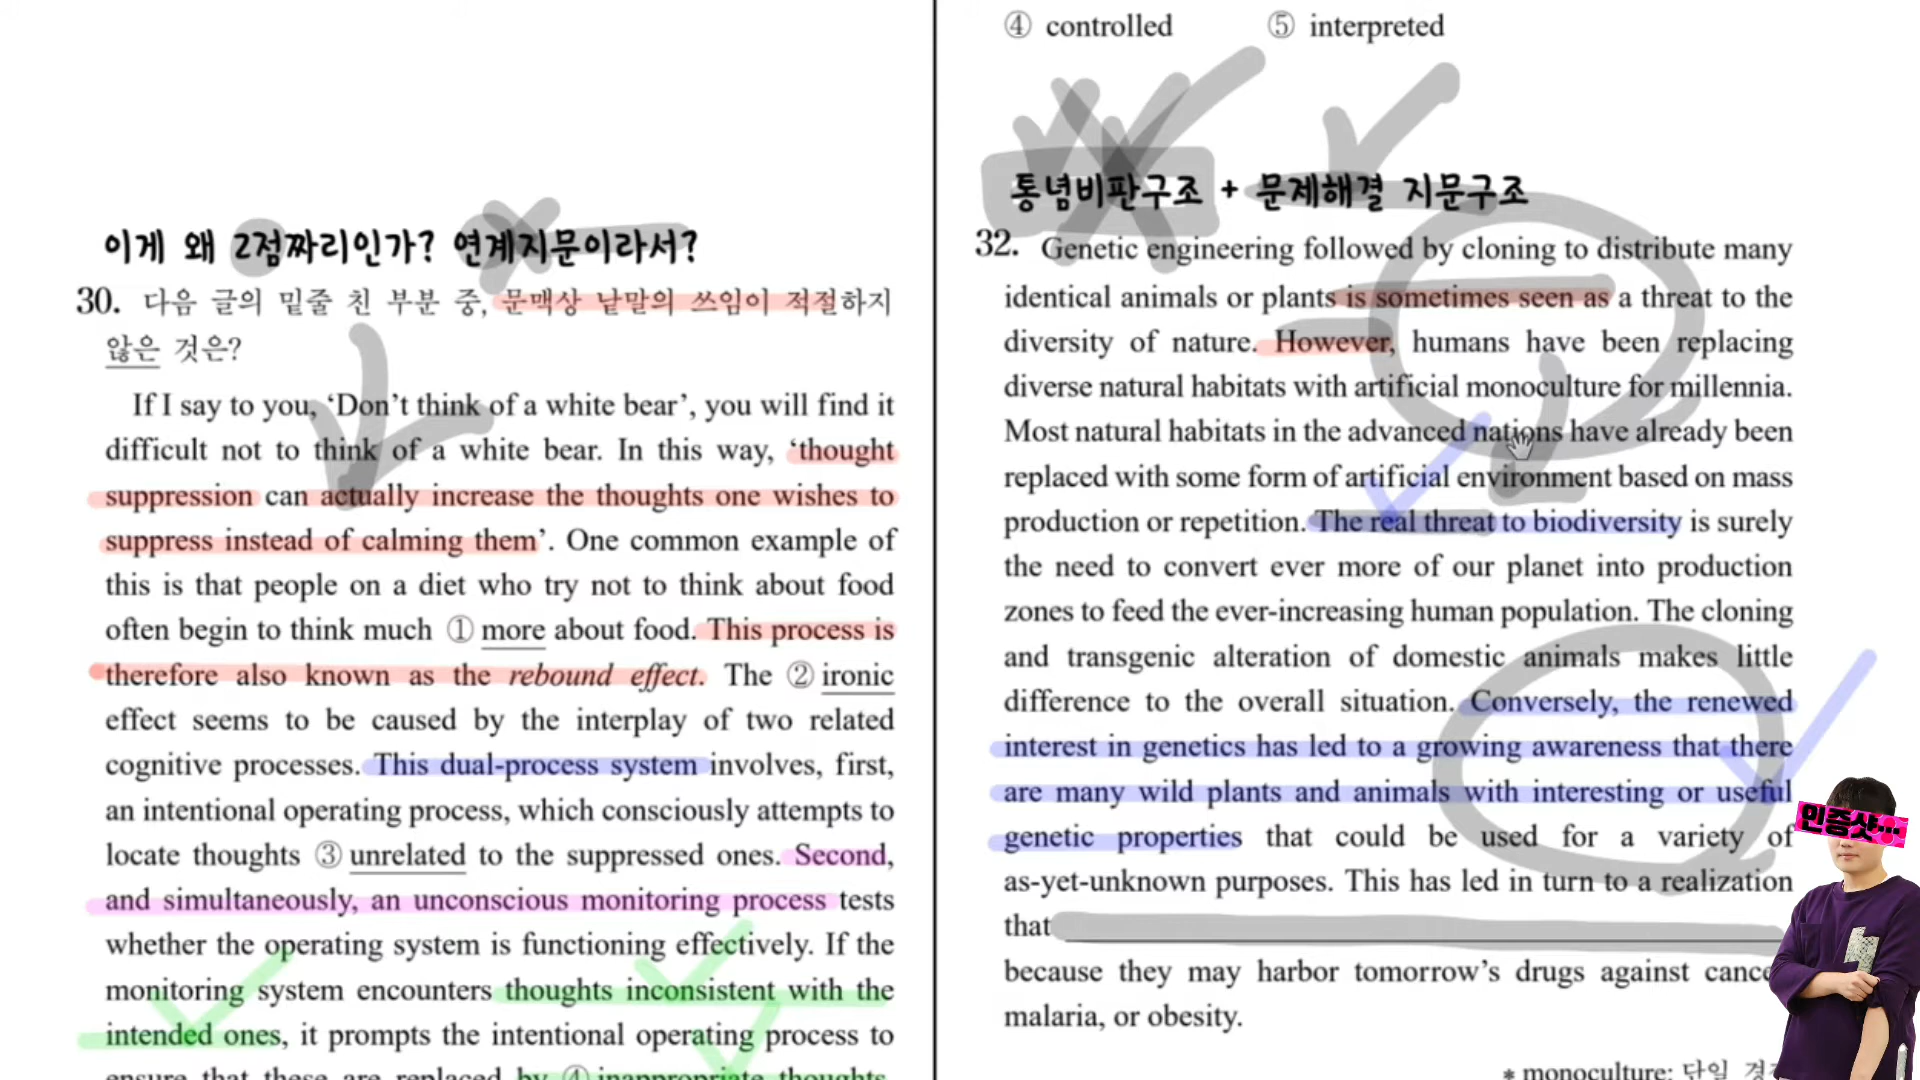 이게 왜 2점짜리인가? 연계지문이라서?
30. 다음 글의 밑줄 친 부분 중, 문맥상 낱말의 쓰임이 적절하지
않은 것은?
If I say to you, ‘Don’t think of a white bear’, you will find it
difficult not to think of a white bear. In this way, ‘thought
suppression can actually increase the thoughts one wishes to
suppress instead of calming them’. One common example of
this is that people on a diet who try not to think about food
often begin to think much ① more about food. This process is
therefore also known as the rebound effect. The ② ironic
effect seems to be caused by the interplay of two related
cognitive processes. This dual-process system involves, first,
an intentional operating process, which consciously attempts to
locate thoughts ③ unrelated to the suppressed ones. Second,
and simultaneously, an unconscious monitoring process tests
whether the operating system is functioning effectively. If the
monitoring system encounters thoughts inconsistent with the
intended ones, it prompts the intentional operating process to
ensure that these are replaced by ④ inappropriate thoughts.
④ controlled ⑤ interpreted
통념비판구조 + 문제해결 지문구조
32. Genetic engineering followed by cloning to distribute many
identical animals or plants is sometimes seen as a threat to the
diversity of nature. However, humans have been replacing
diverse natural habitats with artificial monoculture for millennia.
Most natural habitats in the advanced nations have already been
replaced with some form of artificial environment based on mass
production or repetition. The real threat to biodiversity is surely
the need to convert ever more of our planet into production
zones to feed the ever-increasing human population. The cloning
and transgenic alteration of domestic animals makes little
difference to the overall situation. Conversely, the renewed
interest in genetics has led to a growing awareness that there
are many wild plants and animals with interesting or useful
genetic properties that could be used for a variety of
as-yet-unknown purposes. This has led in turn to a realization
that
because they may harbor tomorrow’s drugs against cance
malaria, or obesity.
* monoculture: 단일
인증샷...